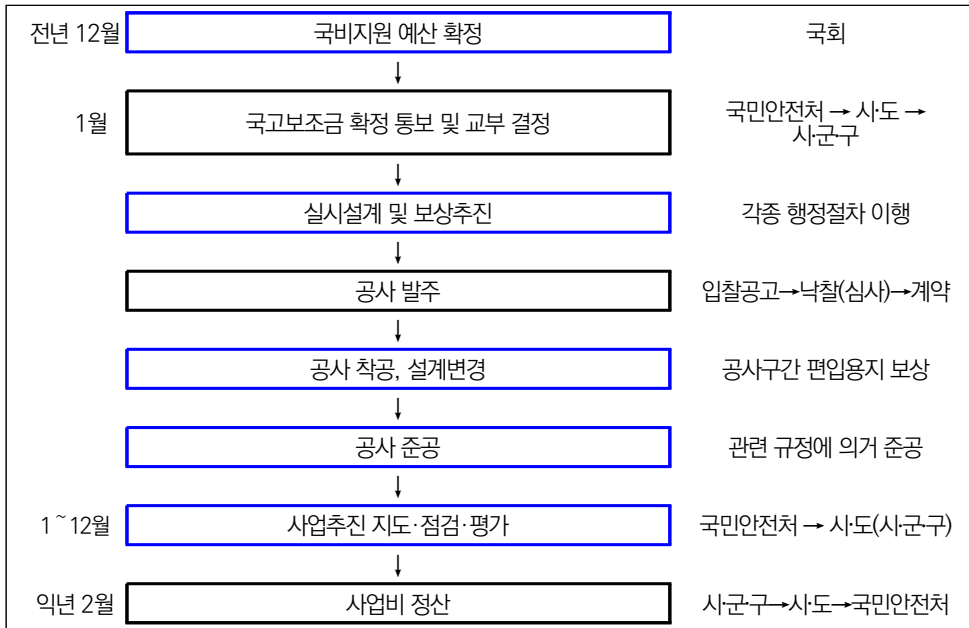 전년 12월 국비지원 예산 확정 국회
↓
1월 국고보조금 확정 통보 및 교부 결정 국민안전처 → 시·도 →
시·군·구
↓
실시설계 및 보상추진 각종 행정절차 이행
↓
공사 발주 입찰공고→낙찰(심사)→계약
↓
공사 착공, 설계변경 공사구간 편입용지 보상
↓
공사 준공 관련 규정에 의거 준공
↓
1~12월 사업추진 지도·점검·평가 국민안전처 → 시·도(시·군·구)
↓
익년 2월 사업비 정산 시·군·구→시·도→국민안전처